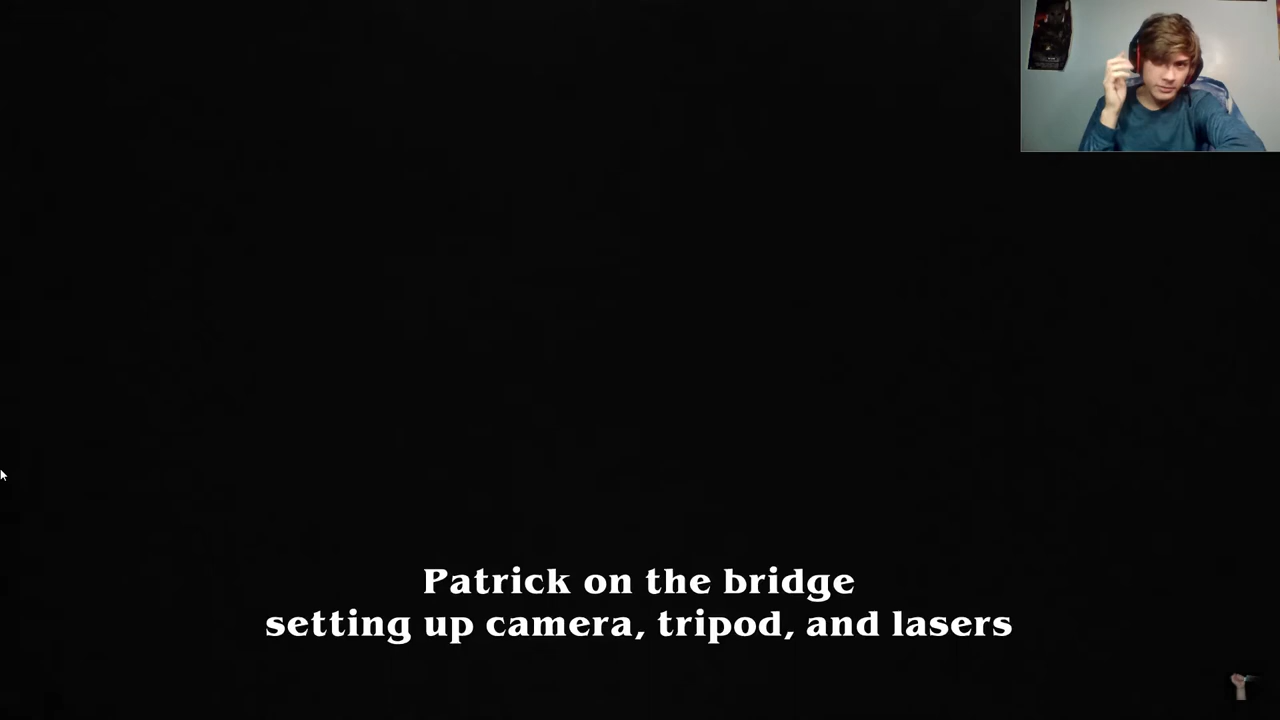 Patrick on the bridge
setting up camera, tripod, and lasers